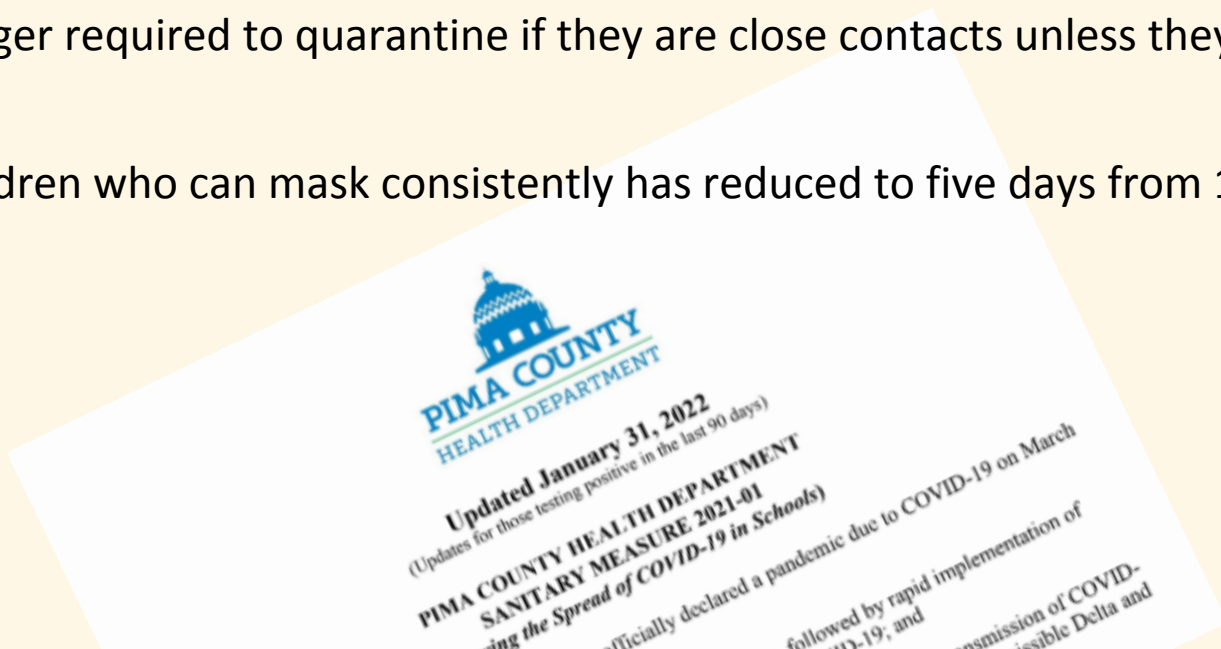 ger required to quarantine if they are close contacts unless they
dren who can mask consistently has reduced to five days from 1
PIMA COUNTY
HEALTH DEPARTMENT
Updated January 31, 2022
(Updates for those testing positive in the last 90 days)
PIMA COUNTY HEALTH DEPARTMENT
SANITARY MEASURE 2021-01
ing the Spread of COVID-19 in Schools)
officially declared a pandemic due to COVID-19 on March
followed by rapid implementation of
ID-19; and
nsmission of COVID-
issible Delta and